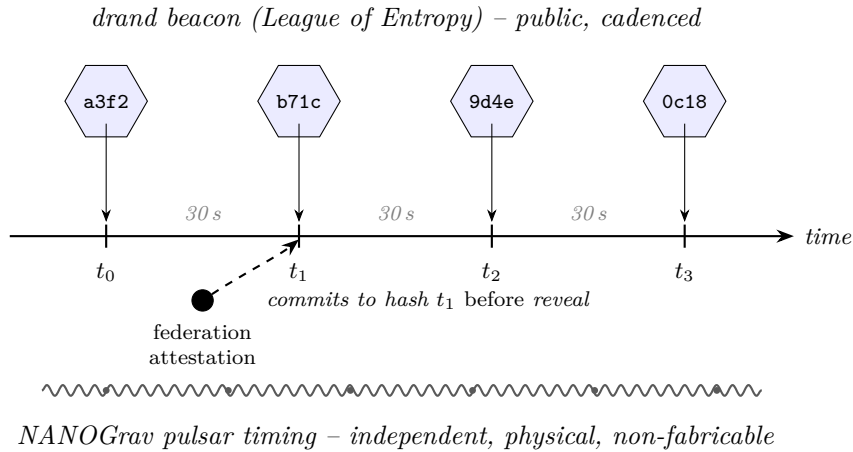 drand beacon (League of Entropy) – public, cadenced
a3f2 b71c 9d4e 0c18
30 s 30 s 30 s
time
t₀ t₁ t₂ t₃
commits to hash t₁ before reveal
federation
attestation
NANOGrav pulsar timing – independent, physical, non-fabricable